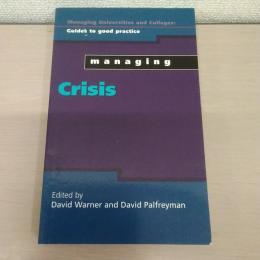 Managing Universities and Colleges:
Guides to good practice
managing
Crisis
Edited by
David Warner and David Palfreyman